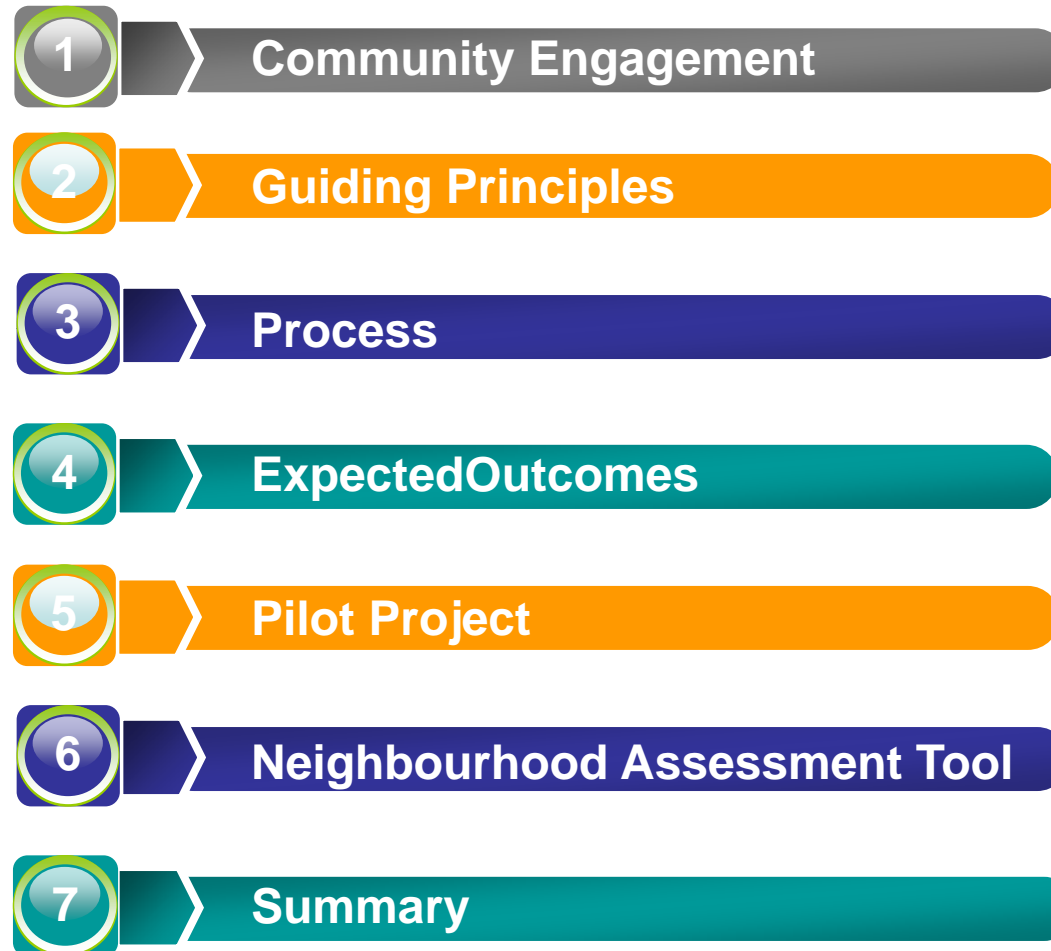 1 Community Engagement
2 Guiding Principles
3 Process
4 ExpectedOutcomes
5 Pilot Project
6 Neighbourhood Assessment Tool
7 Summary